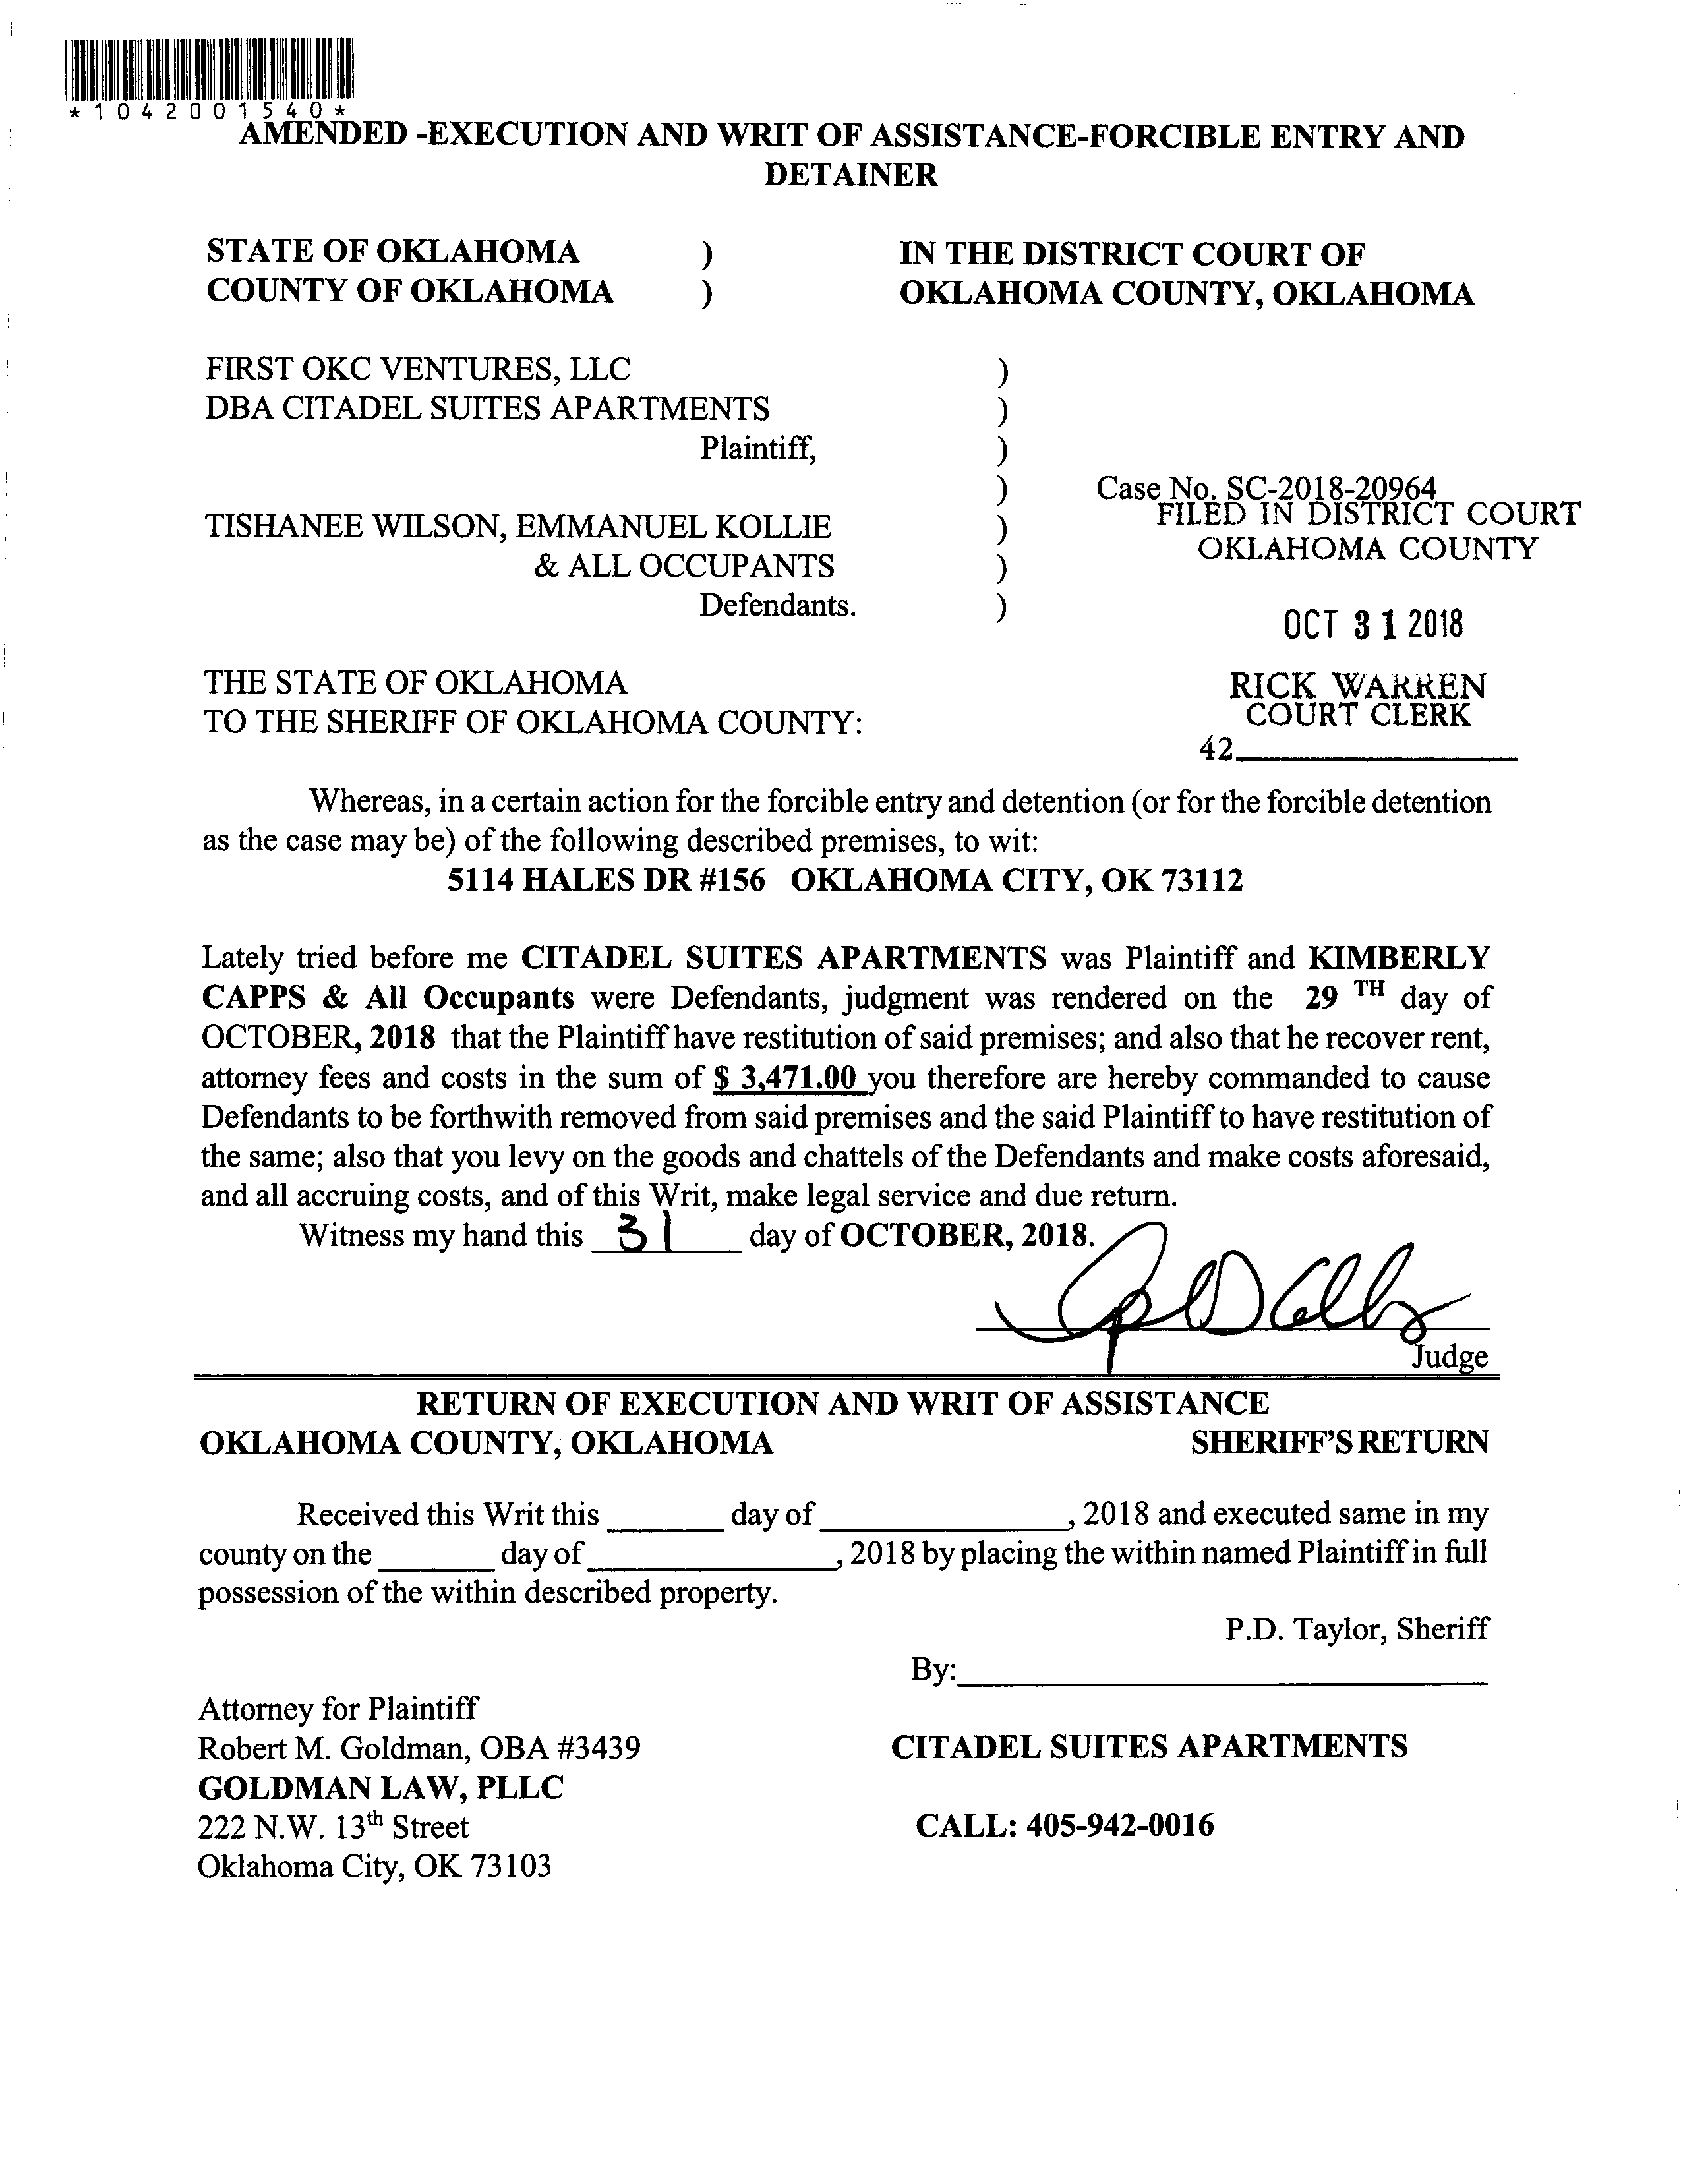 *1042001540*
AMENDED -EXECUTION AND WRIT OF ASSISTANCE-FORCIBLE ENTRY AND
DETAINER
STATE OF OKLAHOMA ) IN THE DISTRICT COURT OF
COUNTY OF OKLAHOMA ) OKLAHOMA COUNTY, OKLAHOMA
FIRST OKC VENTURES, LLC )
DBA CITADEL SUITES APARTMENTS )
Plaintiff, )
) Case No. SC-2018-20964
FILED IN DISTRICT COURT
TISHANEE WILSON, EMMANUEL KOLLIE )
OKLAHOMA COUNTY
& ALL OCCUPANTS )
Defendants. )
OCT 31 2018
THE STATE OF OKLAHOMA RICK WARREN
TO THE SHERIFF OF OKLAHOMA COUNTY: COURT CLERK
42
Whereas, in a certain action for the forcible entry and detention (or for the forcible detention
as the case may be) of the following described premises, to wit:
5114 HALES DR #156 OKLAHOMA CITY, OK 73112
Lately tried before me CITADEL SUITES APARTMENTS was Plaintiff and KIMBERLY
CAPPS & All Occupants were Defendants, judgment was rendered on the 29 TH day of
OCTOBER, 2018 that the Plaintiff have restitution of said premises; and also that he recover rent,
attorney fees and costs in the sum of $ 3,471.00 you therefore are hereby commanded to cause
Defendants to be forthwith removed from said premises and the said Plaintiff to have restitution of
the same; also that you levy on the goods and chattels of the Defendants and make costs aforesaid,
and all accruing costs, and of this Writ, make legal service and due return.
Witness my hand this 31 day of OCTOBER, 2018.
Judge
RETURN OF EXECUTION AND WRIT OF ASSISTANCE
OKLAHOMA COUNTY, OKLAHOMA SHERIFF'S RETURN
Received this Writ this ______ day of ______________, 2018 and executed same in my
county on the ______ day of ______________, 2018 by placing the within named Plaintiff in full
possession of the within described property.
P.D. Taylor, Sheriff
By:______________
Attorney for Plaintiff
Robert M. Goldman, OBA #3439 CITADEL SUITES APARTMENTS
GOLDMAN LAW, PLLC
222 N.W. 13th Street CALL: 405-942-0016
Oklahoma City, OK 73103